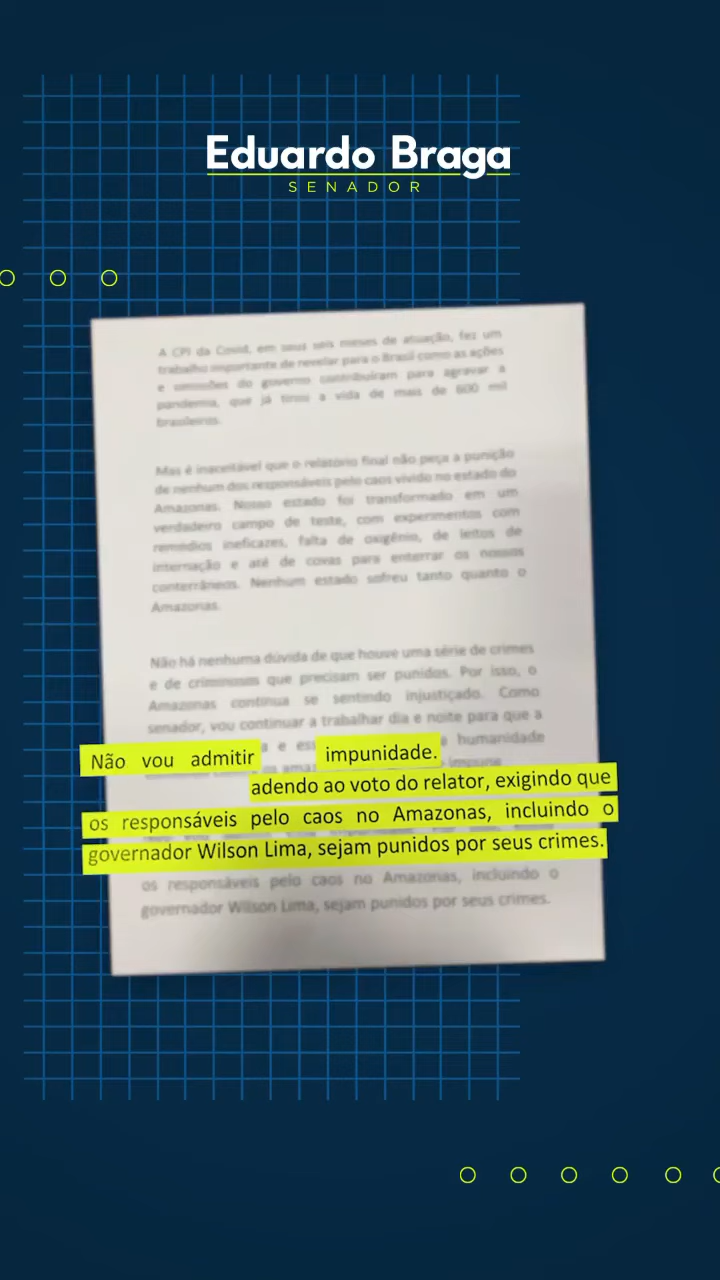 Eduardo Braga
SENADOR
A CPI da Covid, em seus seis meses de atuação, fez um
trabalho importante de revelar para o Brasil como as ações
e omissões do governo contribuíram para agravar a
pandemia, que já tirou a vida de mais de 600 mil
brasileiros.
Mas é inaceitável que o relatório final não peça a punição
de nenhum dos responsáveis pelo caos vivido no estado do
Amazonas. Nosso estado foi transformado em um
verdadeiro campo de teste, com experimentos com
remédios ineficazes, falta de oxigênio, de leitos de
internação e até de covas para enterrar os nossos
conterrâneos. Nenhum estado sofreu tanto quanto o
Amazonas.
Não há nenhuma dúvida de que houve uma série de crimes
e de criminosos que precisam ser punidos. Por isso, o
Amazonas continua se sentindo injustiçado. Como
senador, vou continuar a trabalhar dia e noite para que a
humanidade
Não vou admitir impunidade.
adendo ao voto do relator, exigindo que
os responsáveis pelo caos no Amazonas, incluindo o
governador Wilson Lima, sejam punidos por seus crimes.
os responsáveis pelo caos no Amazonas, incluindo o
governador Wilson Lima, sejam punidos por seus crimes.